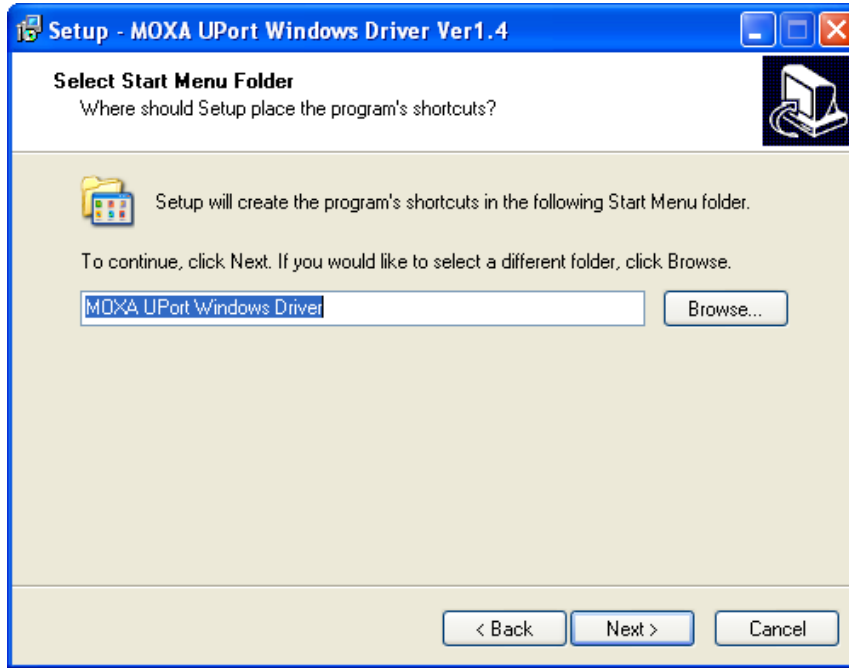 Setup - MOXA UPort Windows Driver Ver1.4
Select Start Menu Folder
Where should Setup place the program's shortcuts?
Setup will create the program's shortcuts in the following Start Menu folder.
To continue, click Next. If you would like to select a different folder, click Browse.
MOXA UPort Windows Driver
Browse...
< Back
Next >
Cancel